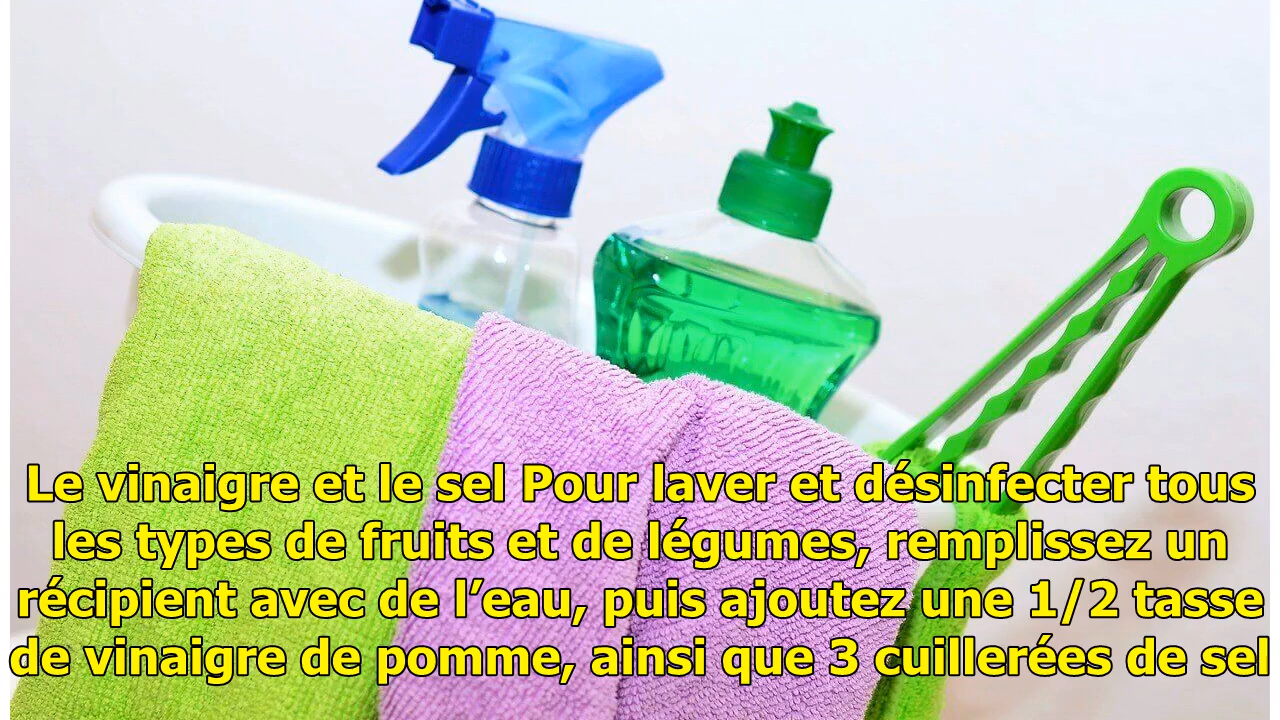 Le vinaigre et le sel Pour laver et désinfecter tous
les types de fruits et de légumes, remplissez un
récipient avec de l’eau, puis ajoutez une 1/2 tasse
de vinaigre de pomme, ainsi que 3 cuillerées de sel